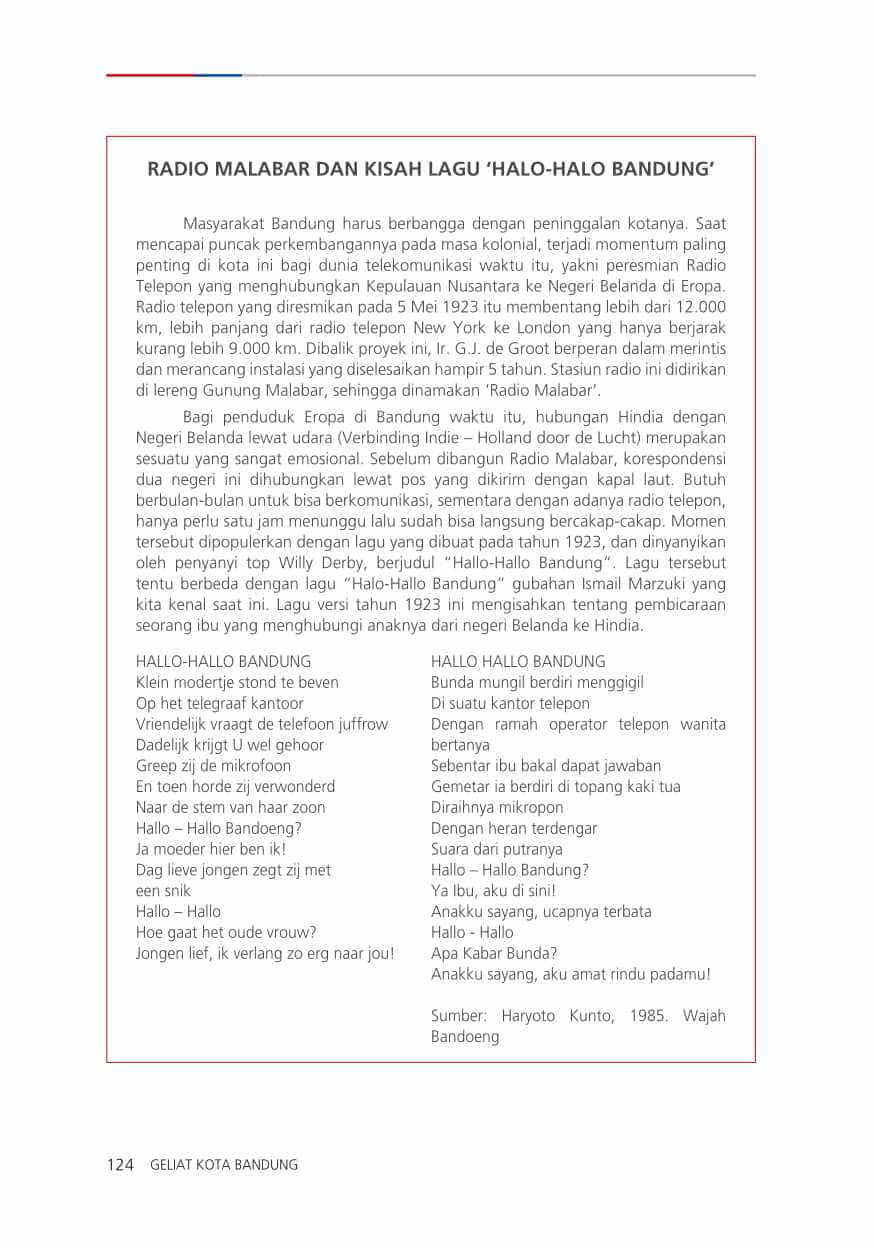 RADIO MALABAR DAN KISAH LAGU ‘HALO-HALO BANDUNG’
Masyarakat Bandung harus berbangga dengan peninggalan kotanya. Saat
mencapai puncak perkembangannya pada masa kolonial, terjadi momentum paling
penting di kota ini bagi dunia telekomunikasi waktu itu, yakni peresmian Radio
Telepon yang menghubungkan Kepulauan Nusantara ke Negeri Belanda di Eropa.
Radio telepon yang diresmikan pada 5 Mei 1923 itu membentang lebih dari 12.000
km, lebih panjang dari radio telepon New York ke London yang hanya berjarak
kurang lebih 9.000 km. Dibalik proyek ini, Ir. G.J. de Groot berperan dalam merintis
dan merancang instalasi yang diselesaikan hampir 5 tahun. Stasiun radio ini didirikan
di lereng Gunung Malabar, sehingga dinamakan ‘Radio Malabar’.
Bagi penduduk Eropa di Bandung waktu itu, hubungan Hindia dengan
Negeri Belanda lewat udara (Verbinding Indie – Holland door de Lucht) merupakan
sesuatu yang sangat emosional. Sebelum dibangun Radio Malabar, korespondensi
dua negeri ini dihubungkan lewat pos yang dikirim dengan kapal laut. Butuh
berbulan-bulan untuk bisa berkomunikasi, sementara dengan adanya radio telepon,
hanya perlu satu jam menunggu lalu sudah bisa langsung bercakap-cakap. Momen
tersebut dipopulerkan dengan lagu yang dibuat pada tahun 1923, dan dinyanyikan
oleh penyanyi top Willy Derby, berjudul “Hallo-Hallo Bandung”. Lagu tersebut
tentu berbeda dengan lagu “Halo-Hallo Bandung” gubahan Ismail Marzuki yang
kita kenal saat ini. Lagu versi tahun 1923 ini mengisahkan tentang pembicaraan
seorang ibu yang menghubungi anaknya dari negeri Belanda ke Hindia.
HALLO-HALLO BANDUNG
Klein modertje stond te beven
Op het telegraaf kantoor
Vriendelijk vraagt de telefoon juffrow
Dadelijk krijgt U wel gehoor
Greep zij de mikrofoon
En toen horde zij verwonderd
Naar de stem van haar zoon
Hallo – Hallo Bandoeng?
Ja moeder hier ben ik!
Dag lieve jongen zegt zij met
een snik
Hallo – Hallo
Hoe gaat het oude vrouw?
Jongen lief, ik verlang zo erg naar jou!
HALLO HALLO BANDUNG
Bunda mungil berdiri menggigil
Di suatu kantor telepon
Dengan ramah operator telepon wanita
bertanya
Sebentar ibu bakal dapat jawaban
Gemetar ia berdiri di topang kaki tua
Diraihnya mikropon
Dengan heran terdengar
Suara dari putranya
Hallo – Hallo Bandung?
Ya Ibu, aku di sini!
Anakku sayang, ucapnya terbata
Hallo - Hallo
Apa Kabar Bunda?
Anakku sayang, aku amat rindu padamu!
Sumber: Haryoto Kunto, 1985. Wajah
Bandoeng
124 GELIAT KOTA BANDUNG